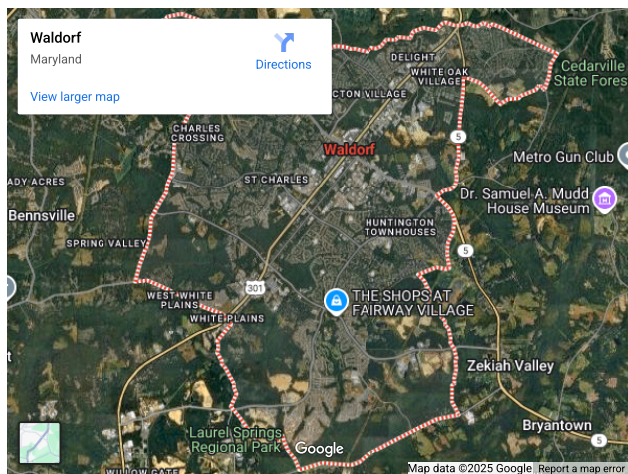 Waldorf
Maryland
Directions
View larger map
DELIGHT
WHITE OAK
VILLAGE
CTON VILLAGE
Cedarville
State Fores
CHARLES
CROSSING
5
Waldorf
Metro Gun Club
ADY ACRES
ST CHARLES
Dr. Samuel A. Mudd
House Museum
Bennsville
HUNTINGTON
TOWNHOUSES
SPRING VALLEY
5
301
WEST WHITE
PLAINS
THE SHOPS AT
FAIRWAY VILLAGE
WHITE PLAINS
t
Zekiah Valley
Bryantown
Laurel Springs
Regional Park
5
Google
WILLOW GATE
Map data ©2025 Google
Report a map error